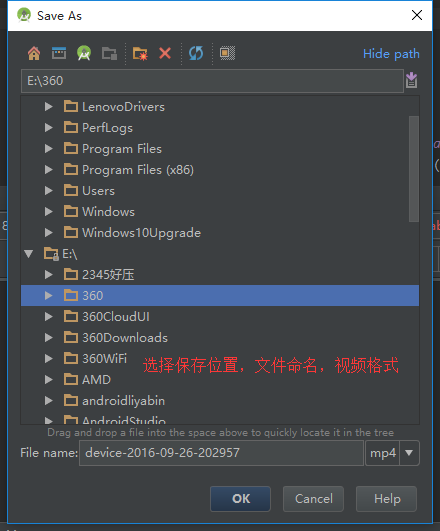 Save As
Hide path
E:\360
LenovoDrivers
PerfLogs
Program Files
Program Files (x86)
Users
Windows
Windows10Upgrade
E:\
2345好压
360
360CloudUI
360Downloads
360WiFi
选择保存位置，文件命名，视频格式
AMD
androidliyabin
AndroidStudio
Drag and drop a file into the space above to quickly locate it in the tree
File name: device-2016-09-26-202957 mp4
OK Cancel Help